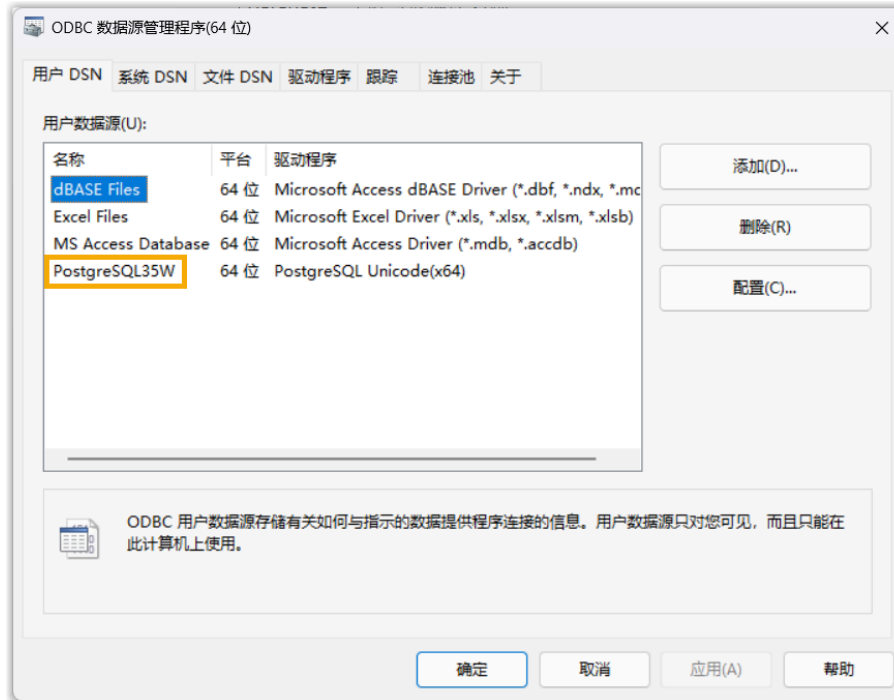 ODBC 数据源管理程序(64 位)
用户 DSN 系统 DSN 文件 DSN 驱动程序 跟踪 连接池 关于
用户数据源(U):
名称 平台 驱动程序
dBASE Files 64 位 Microsoft Access dBASE Driver (*.dbf, *.ndx, *.mc
Excel Files 64 位 Microsoft Excel Driver (*.xls, *.xlsx, *.xlsm, *.xlsb)
MS Access Database 64 位 Microsoft Access Driver (*.mdb, *.accdb)
PostgreSQL35W 64 位 PostgreSQL Unicode(x64)
添加(D)...
删除(R)
配置(C)...
ODBC 用户数据源存储有关如何与指示的数据提供程序连接的信息。用户数据源只对您可见，而且只能在
此计算机上使用。
确定 取消 应用(A) 帮助